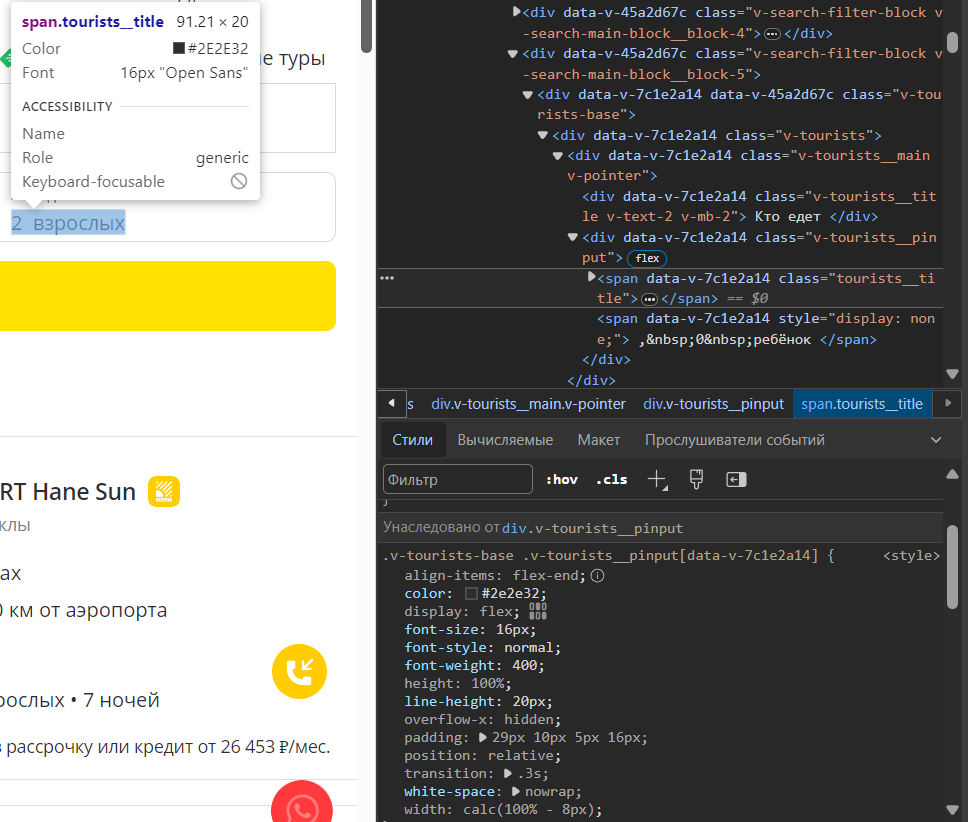 span.tourists__title 91.21 × 20
Color #2E2E32
Font 16px "Open Sans"
ACCESSIBILITY
Name
Role generic
Keyboard-focusable
е туры
2 взрослых
RT Hane Sun
клы
ах
км от аэропорта
рослых • 7 ночей
в рассрочку или кредит от 26 453 ₽/мес.
<div data-v-45a2d67c class="v-search-filter-block v
-search-main-block__block-4"> ••• </div>
<div data-v-45a2d67c class="v-search-filter-block v
-search-main-block__block-5">
<div data-v-7c1e2a14 data-v-45a2d67c class="v-tou
rists-base">
<div data-v-7c1e2a14 class="v-tourists">
<div data-v-7c1e2a14 class="v-tourists__main
v-pointer">
<div data-v-7c1e2a14 class="v-tourists__tit
le v-text-2 v-mb-2"> Кто едет </div>
<div data-v-7c1e2a14 class="v-tourists__pin
put"> flex
••• <span data-v-7c1e2a14 class="tourists__ti
tle"> ••• </span> == $0
<span data-v-7c1e2a14 style="display: non
e;"> ,&nbsp;0&nbsp;ребёнок </span>
</div>
</div>
s div.v-tourists__main.v-pointer div.v-tourists__pinput span.tourists__title
Стили Вычисляемые Макет Прослушиватели событий
Фильтр :hov .cls
}
Унаследовано от div.v-tourists__pinput
.v-tourists-base .v-tourists__pinput[data-v-7c1e2a14] { <style>
align-items: flex-end;
color: #2e2e32;
display: flex;
font-size: 16px;
font-style: normal;
font-weight: 400;
height: 100%;
line-height: 20px;
overflow-x: hidden;
padding: 29px 10px 5px 16px;
position: relative;
transition: .3s;
white-space: nowrap;
width: calc(100% - 8px);